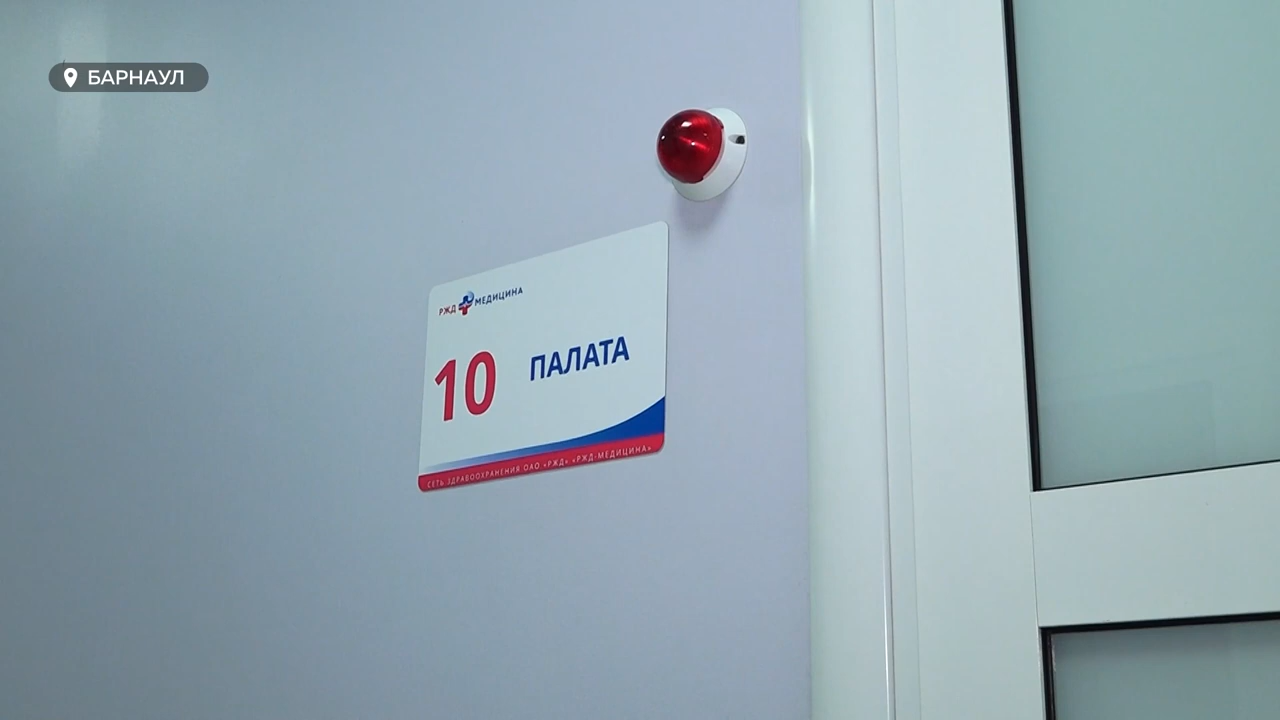 БАРНАУЛ
РЖД МЕДИЦИНА
10 ПАЛАТА
СЕТЬ ЗДРАВООХРАНЕНИЯ ОАО «РЖД» «РЖД-МЕДИЦИНА»